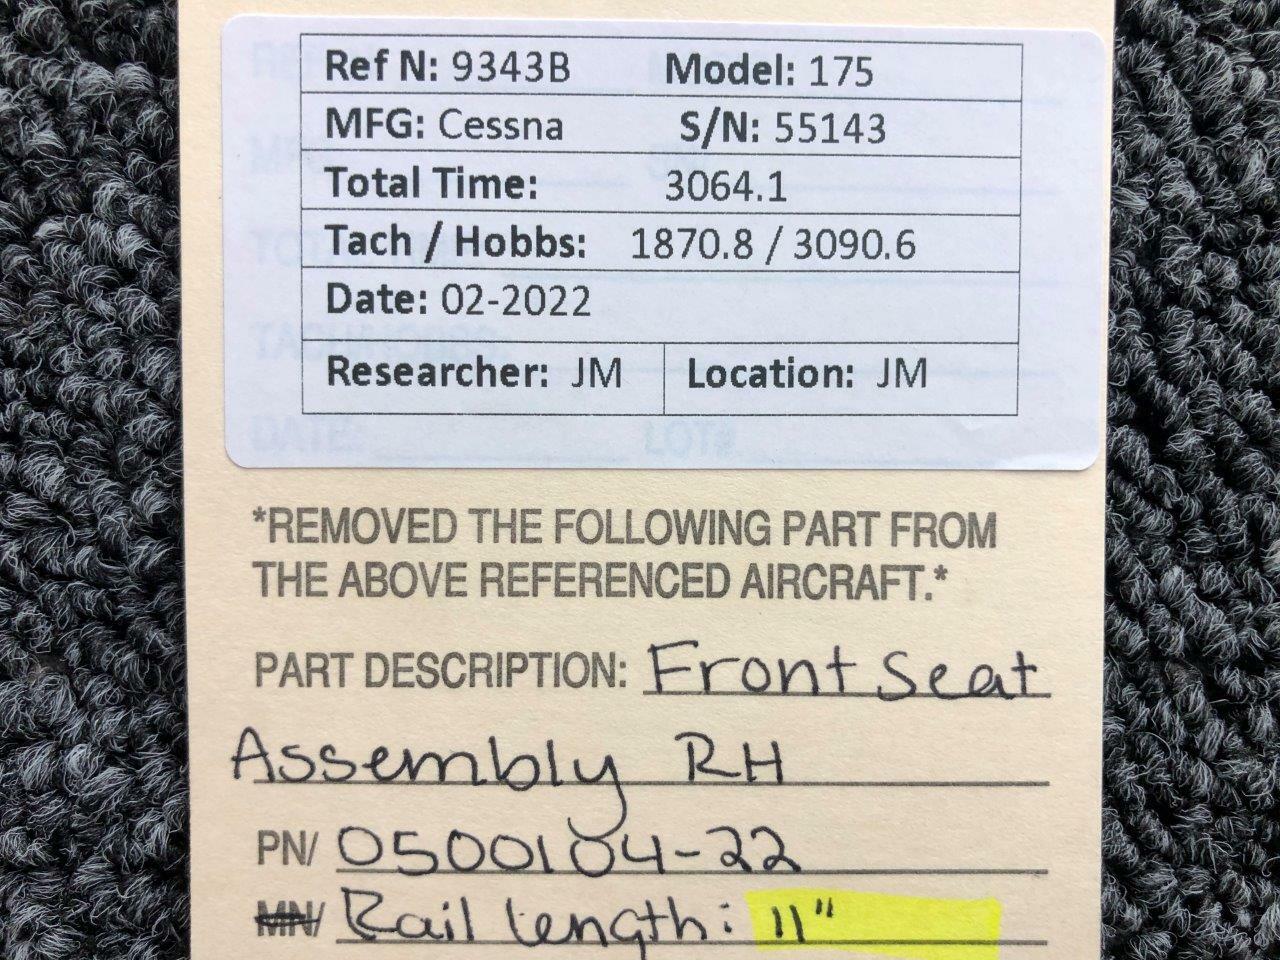 Ref N: 9343B Model: 175
MFG: Cessna S/N: 55143
Total Time: 3064.1
Tach / Hobbs: 1870.8 / 3090.6
Date: 02-2022
Researcher: JM Location: JM
DATE: LOT#
*REMOVED THE FOLLOWING PART FROM
THE ABOVE REFERENCED AIRCRAFT.*
PART DESCRIPTION: Front Seat
Assembly RH
PN/ 0500104-22
MN/ Rail length: 11"